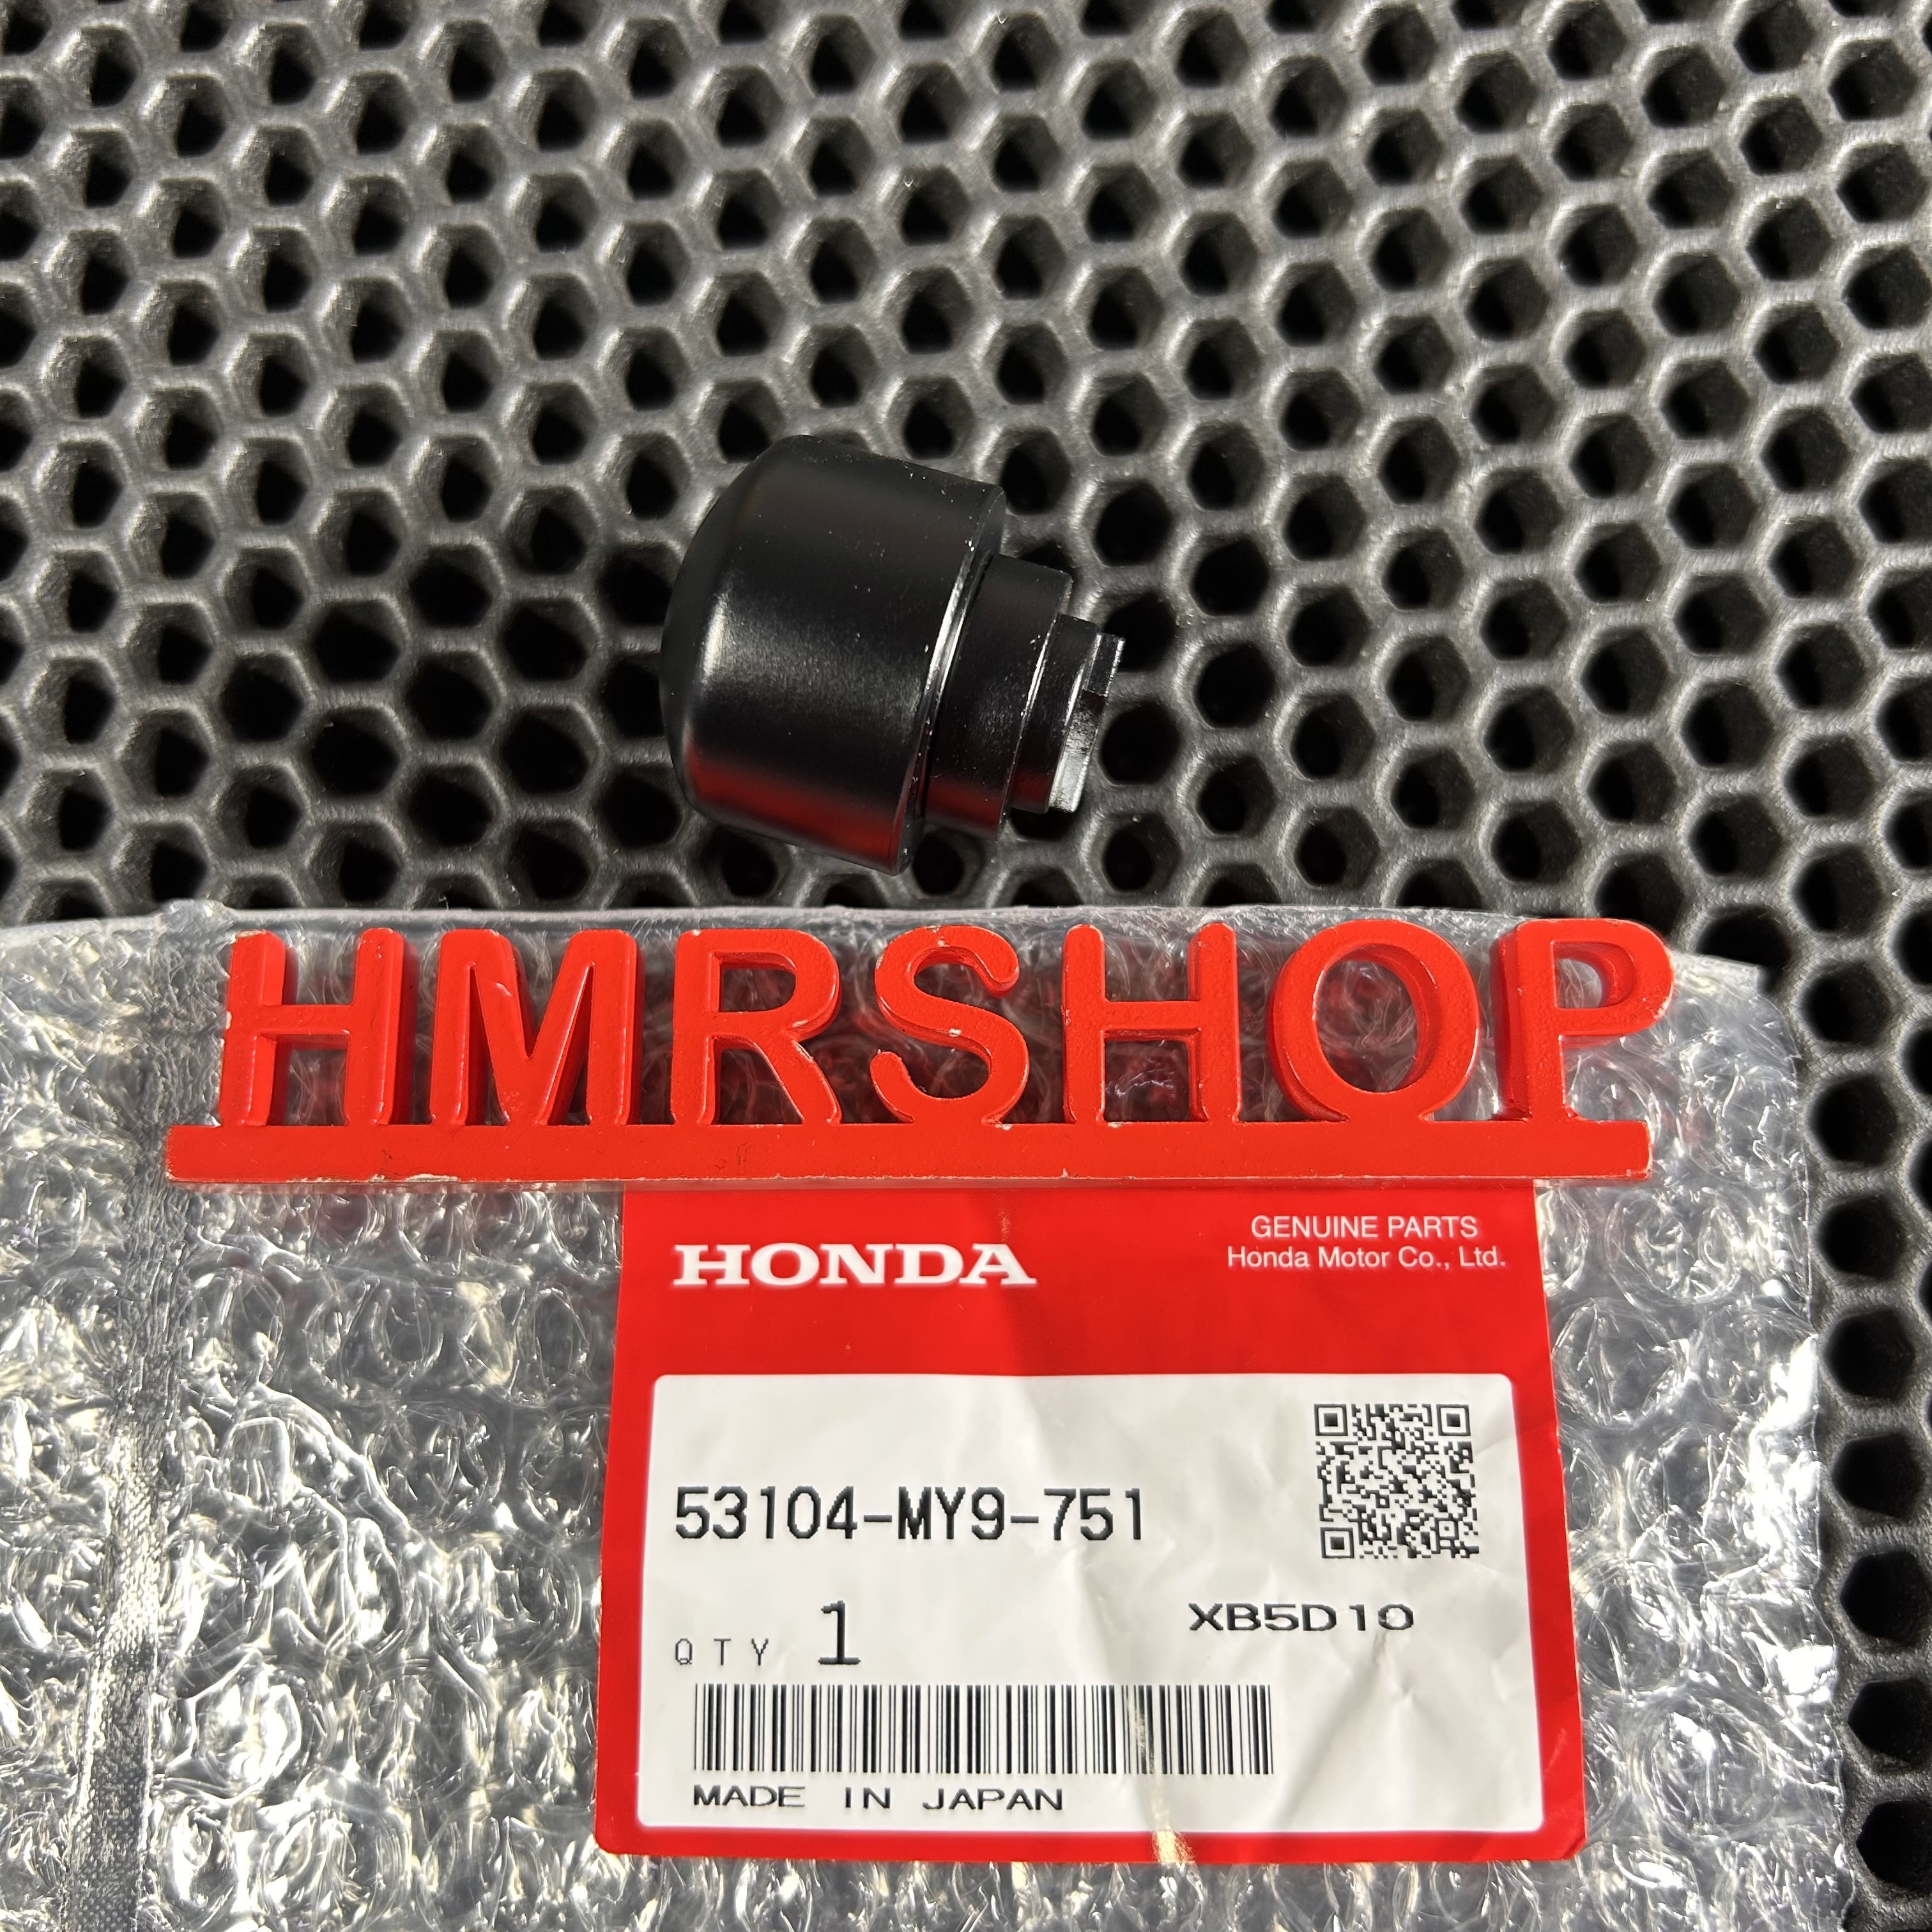 HMRSHOP
HONDA
GENUINE PARTS
Honda Motor Co., Ltd.
53104-MY9-751
QTY 1
XB5D10
MADE IN JAPAN